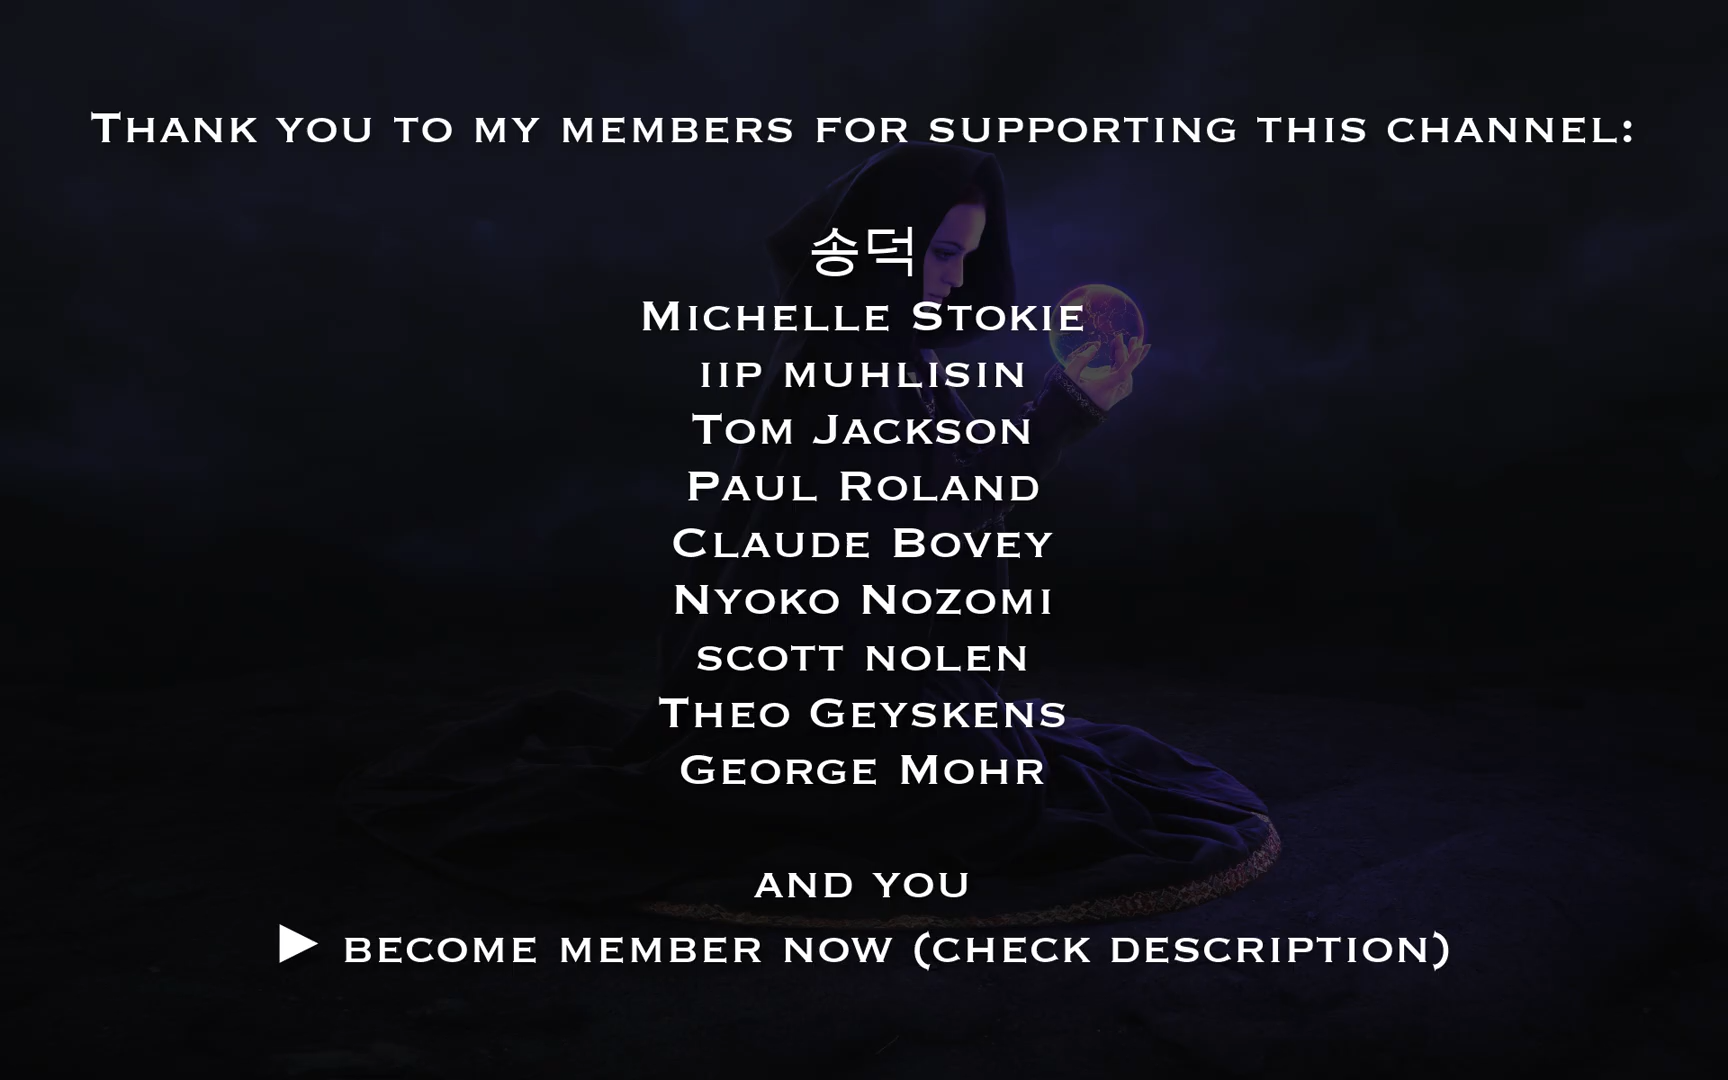 Thank you to my members for supporting this channel:
송덕
Michelle Stokie
iip muhlisin
Tom Jackson
Paul Roland
Claude Bovey
Nyoko Nozomi
scott nolen
Theo Geyskens
George Mohr
and you
► become member now (check description)